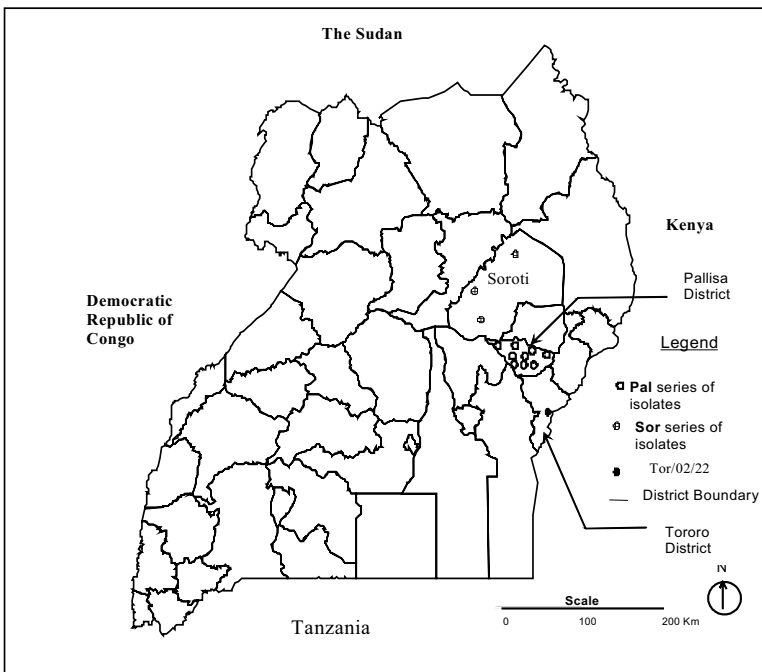 The Sudan
Kenya
Soroti
Pallisa
District
Democratic
Republic of
Congo
Legend
Pal series of
isolates
Sor series of
isolates
Tor/02/22
District Boundary
Tororo
District
N
Scale
0 100 200 Km
Tanzania